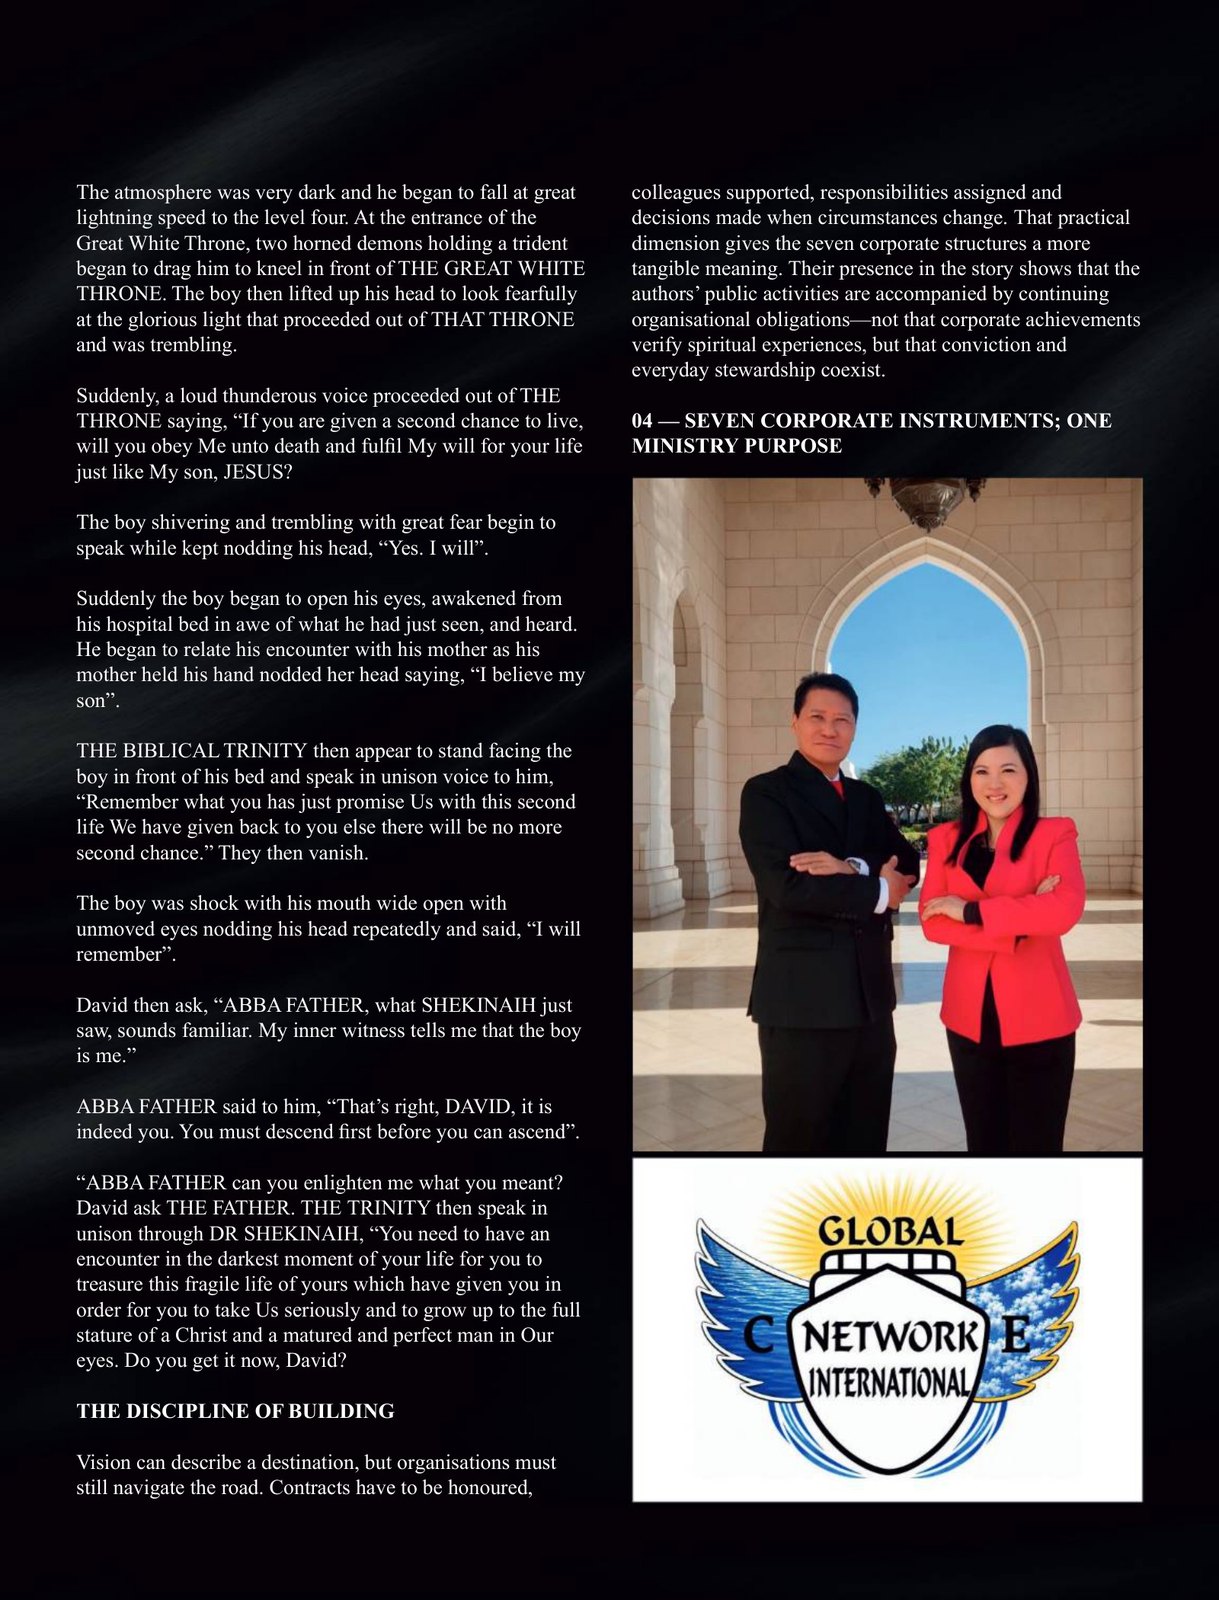 The atmosphere was very dark and he began to fall at great
lightning speed to the level four. At the entrance of the
Great White Throne, two horned demons holding a trident
began to drag him to kneel in front of THE GREAT WHITE
THRONE. The boy then lifted up his head to look fearfully
at the glorious light that proceeded out of THAT THRONE
and was trembling.
Suddenly, a loud thunderous voice proceeded out of THE
THRONE saying, “If you are given a second chance to live,
will you obey Me unto death and fulfil My will for your life
just like My son, JESUS?
The boy shivering and trembling with great fear begin to
speak while kept nodding his head, “Yes. I will”.
Suddenly the boy began to open his eyes, awakened from
his hospital bed in awe of what he had just seen, and heard.
He began to relate his encounter with his mother as his
mother held his hand nodded her head saying, “I believe my
son”.
THE BIBLICAL TRINITY then appear to stand facing the
boy in front of his bed and speak in unison voice to him,
“Remember what you has just promise Us with this second
life We have given back to you else there will be no more
second chance.” They then vanish.
The boy was shock with his mouth wide open with
unmoved eyes nodding his head repeatedly and said, “I will
remember”.
David then ask, “ABBA FATHER, what SHEKINAIH just
saw, sounds familiar. My inner witness tells me that the boy
is me.”
ABBA FATHER said to him, “That’s right, DAVID, it is
indeed you. You must descend first before you can ascend”.
“ABBA FATHER can you enlighten me what you meant?
David ask THE FATHER. THE TRINITY then speak in
unison through DR SHEKINAIH, “You need to have an
encounter in the darkest moment of your life for you to
treasure this fragile life of yours which have given you in
order for you to take Us seriously and to grow up to the full
stature of a Christ and a matured and perfect man in Our
eyes. Do you get it now, David?
THE DISCIPLINE OF BUILDING
Vision can describe a destination, but organisations must
still navigate the road. Contracts have to be honoured,
colleagues supported, responsibilities assigned and
decisions made when circumstances change. That practical
dimension gives the seven corporate structures a more
tangible meaning. Their presence in the story shows that the
authors’ public activities are accompanied by continuing
organisational obligations—not that corporate achievements
verify spiritual experiences, but that conviction and
everyday stewardship coexist.
04 — SEVEN CORPORATE INSTRUMENTS; ONE
MINISTRY PURPOSE
GLOBAL
C NETWORK E
INTERNATIONAL